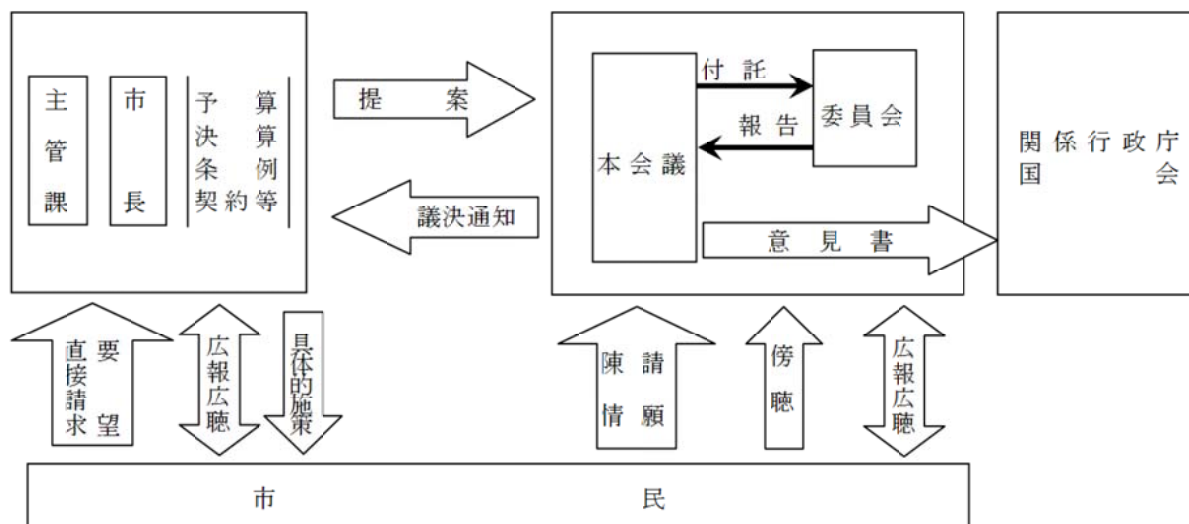 主管課
市長
予算
決算
条例
契約等
提案
議決通知
本会議
付託
報告
委員会
意見書
関係行政庁
国会
要望
直接請求
広報広聴
具体的施策
請願
陳情
傍聴
広報広聴
市民